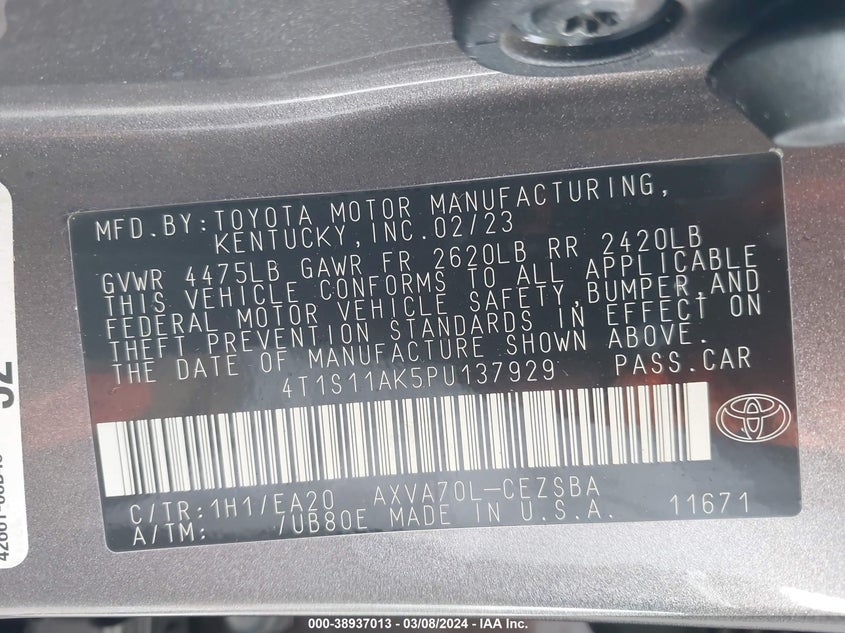 MFD. BY: TOYOTA MOTOR MANUFACTURING,
KENTUCKY, INC. 02/23
GVWR 4475LB GAWR FR 2620LB RR 2420LB
THIS VEHICLE CONFORMS TO ALL APPLICABLE
FEDERAL MOTOR VEHICLE SAFETY, BUMPER, AND
THEFT PREVENTION STANDARDS IN EFFECT ON
THE DATE OF MANUFACTURE SHOWN ABOVE.
4T1S11AK5PU137929 PASS. CAR
C/TR: 1H1/EA20 AXVA70L-CEZSBA
A/TM: /UB80E MADE IN U.S.A. 11671
000-38937013 - 03/08/2024 - IAA Inc.